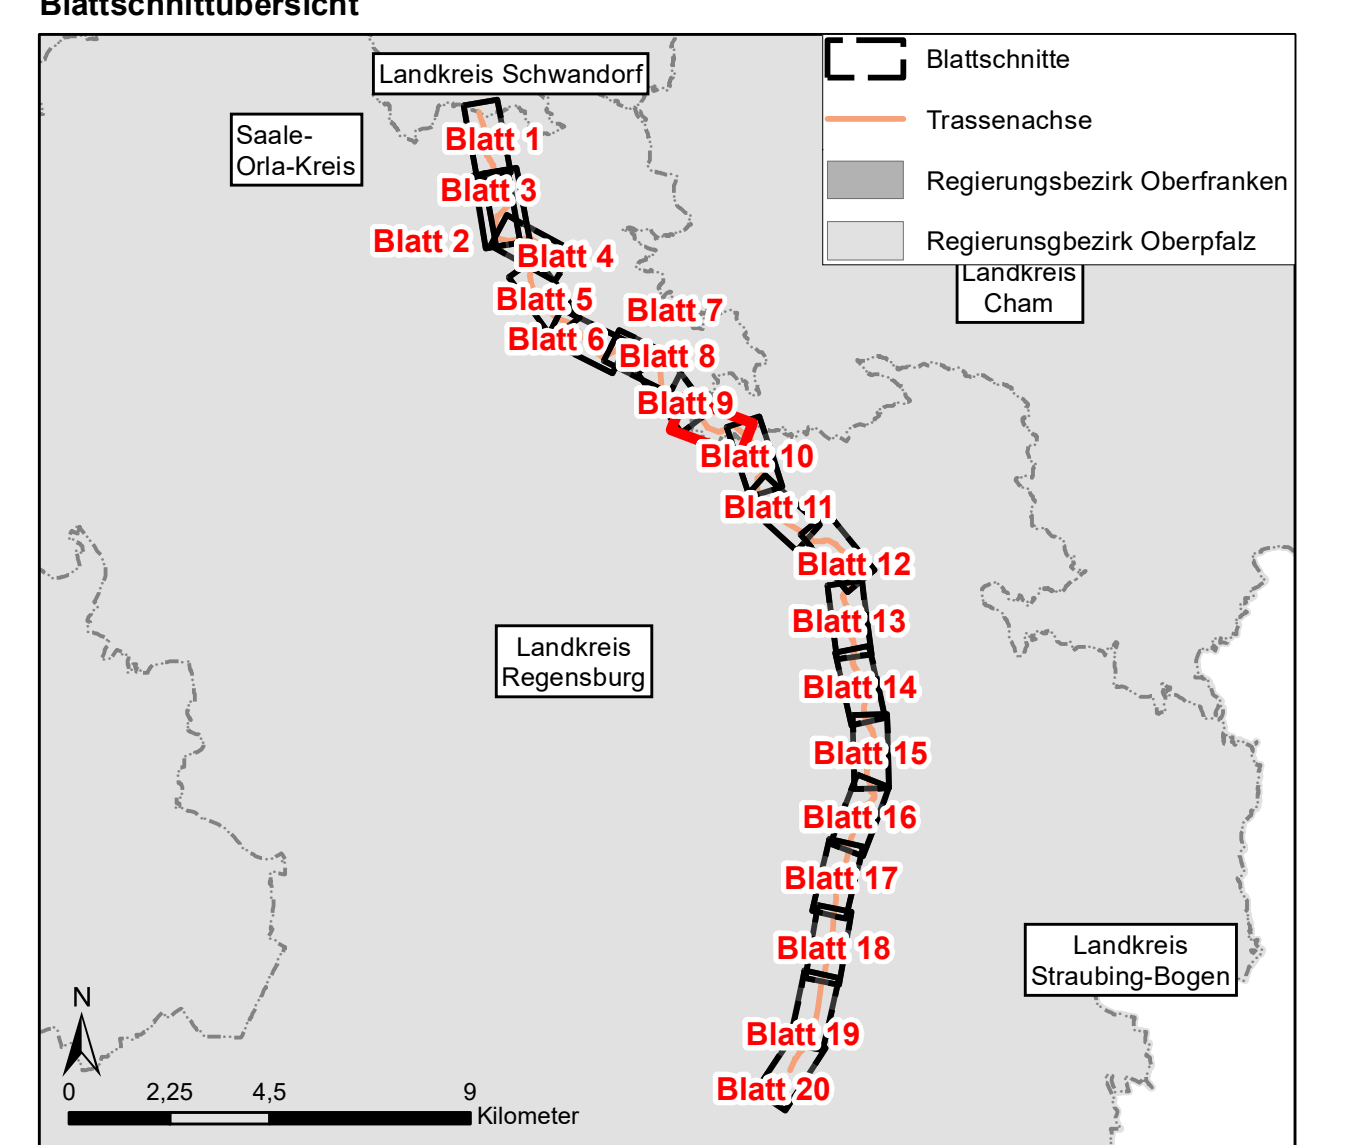 Blattschnittübersicht
Landkreis Schwandorf
Saale-
Orla-Kreis
Blattschnitte
Trassenachse
Regierungsbezirk Oberfranken
Regierunsgbezirk Oberpfalz
Landkreis
Cham
Blatt 1
Blatt 3
Blatt 2
Blatt 4
Blatt 5
Blatt 7
Blatt 6
Blatt 8
Blatt 9
Blatt 10
Blatt 11
Blatt 12
Blatt 13
Landkreis
Regensburg
Blatt 14
Blatt 15
Blatt 16
Blatt 17
Blatt 18
Landkreis
Straubing-Bogen
Blatt 19
Blatt 20
N
0 2,25 4,5 9
Kilometer